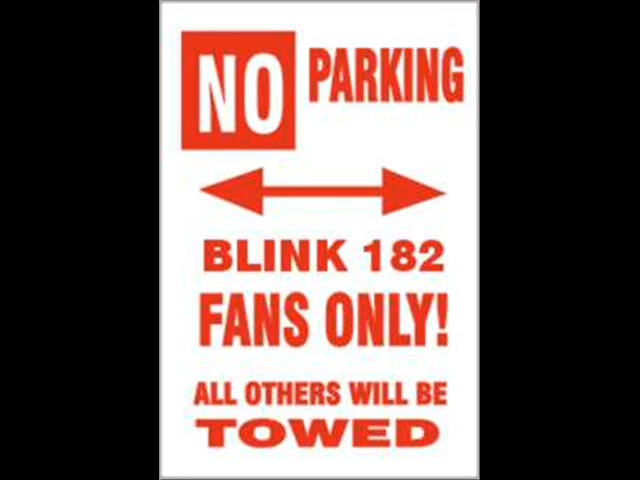 NO PARKING
BLINK 182
FANS ONLY!
ALL OTHERS WILL BE
TOWED